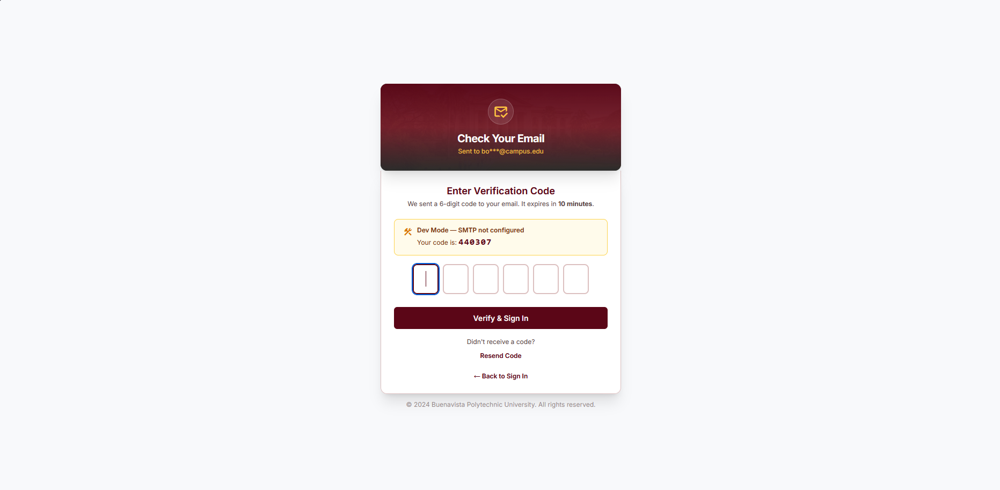 Check Your Email
Sent to bo***@campus.edu
Enter Verification Code
We sent a 6-digit code to your email. It expires in 10 minutes.
Dev Mode — SMTP not configured
Your code is: 440307
Verify & Sign In
Didn't receive a code?
Resend Code
← Back to Sign In
© 2024 Buenavista Polytechnic University. All rights reserved.